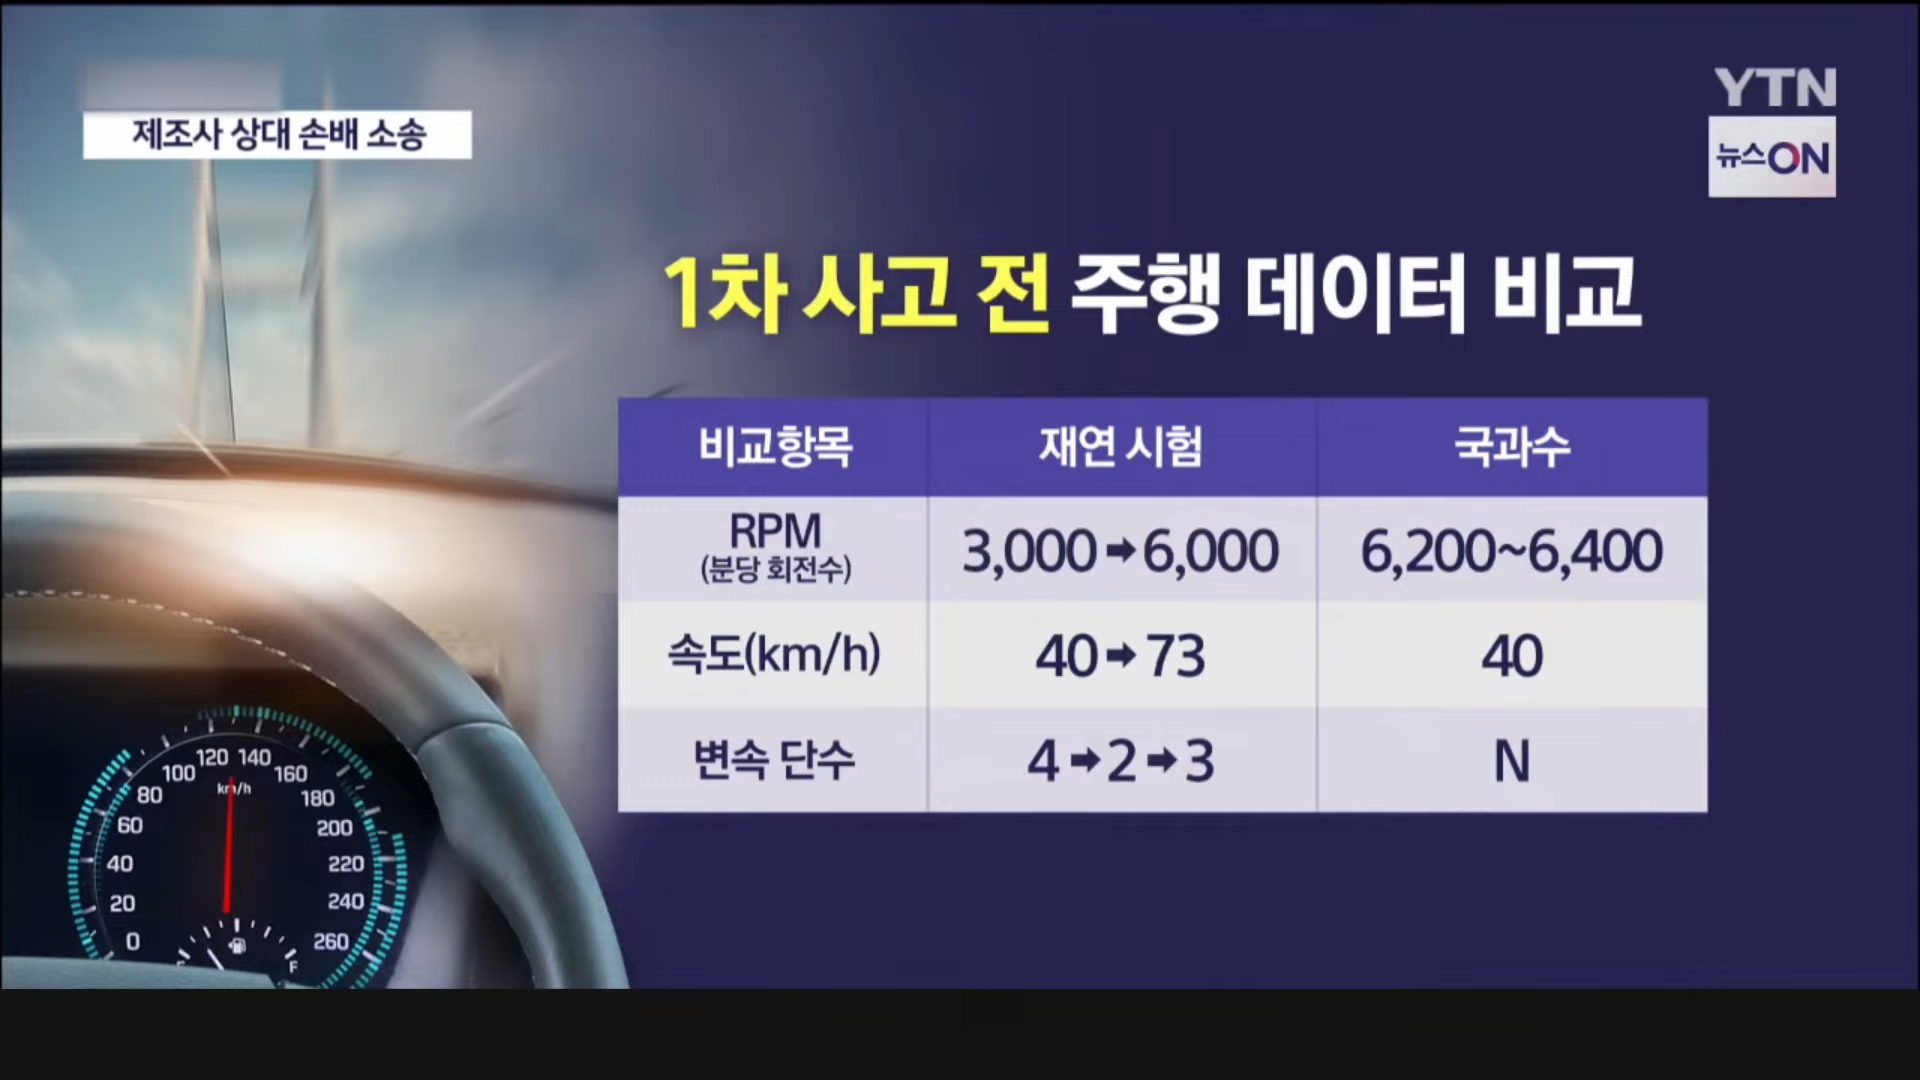 제조사 상대 손배 소송
YTN
뉴스ON
1차 사고 전 주행 데이터 비교
비교항목 재연 시험 국과수
RPM
(분당 회전수)
3,000➡6,000 6,200~6,400
속도(km/h) 40➡73 40
변속 단수 4➡2➡3 N
120 140
100 160
km/h
80 180
60 200
40 220
20 240
0 260
F